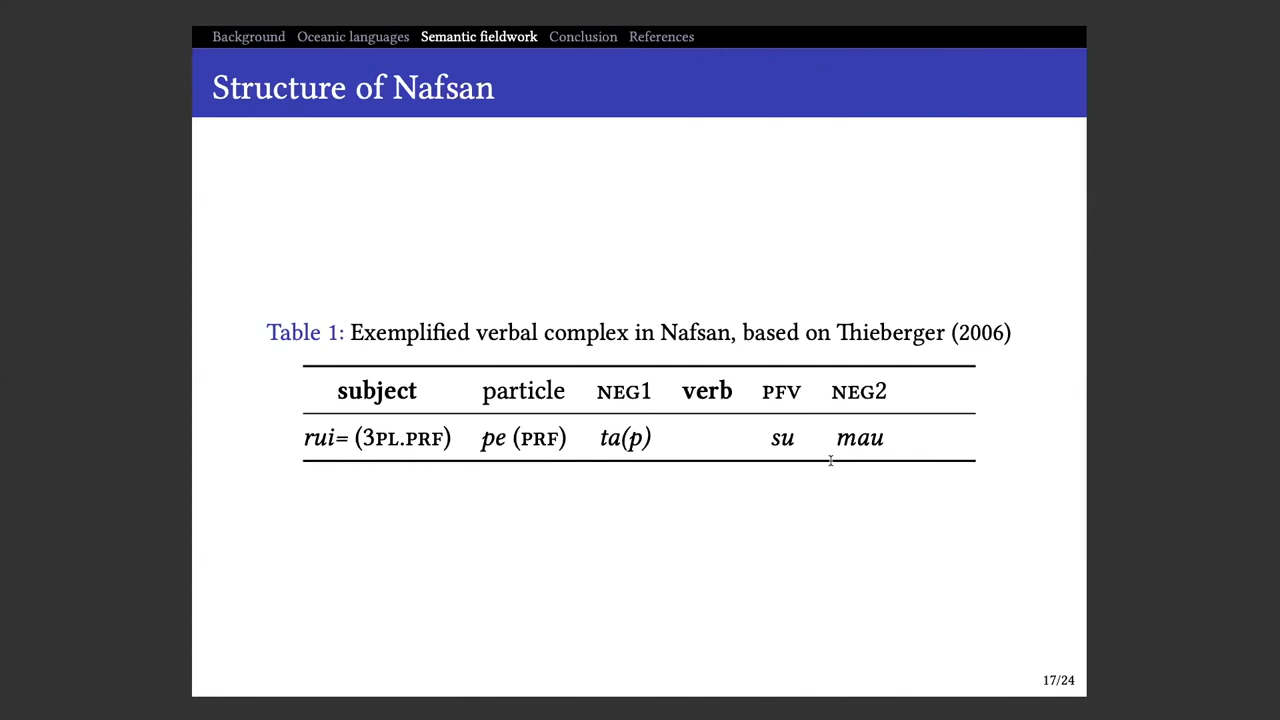 Background Oceanic languages Semantic fieldwork Conclusion References
Structure of Nafsan
Table 1: Exemplified verbal complex in Nafsan, based on Thieberger (2006)
subject particle NEG1 verb PFV NEG2
rui= (3PL.PRF) pe (PRF) ta(p) su mau
17/24